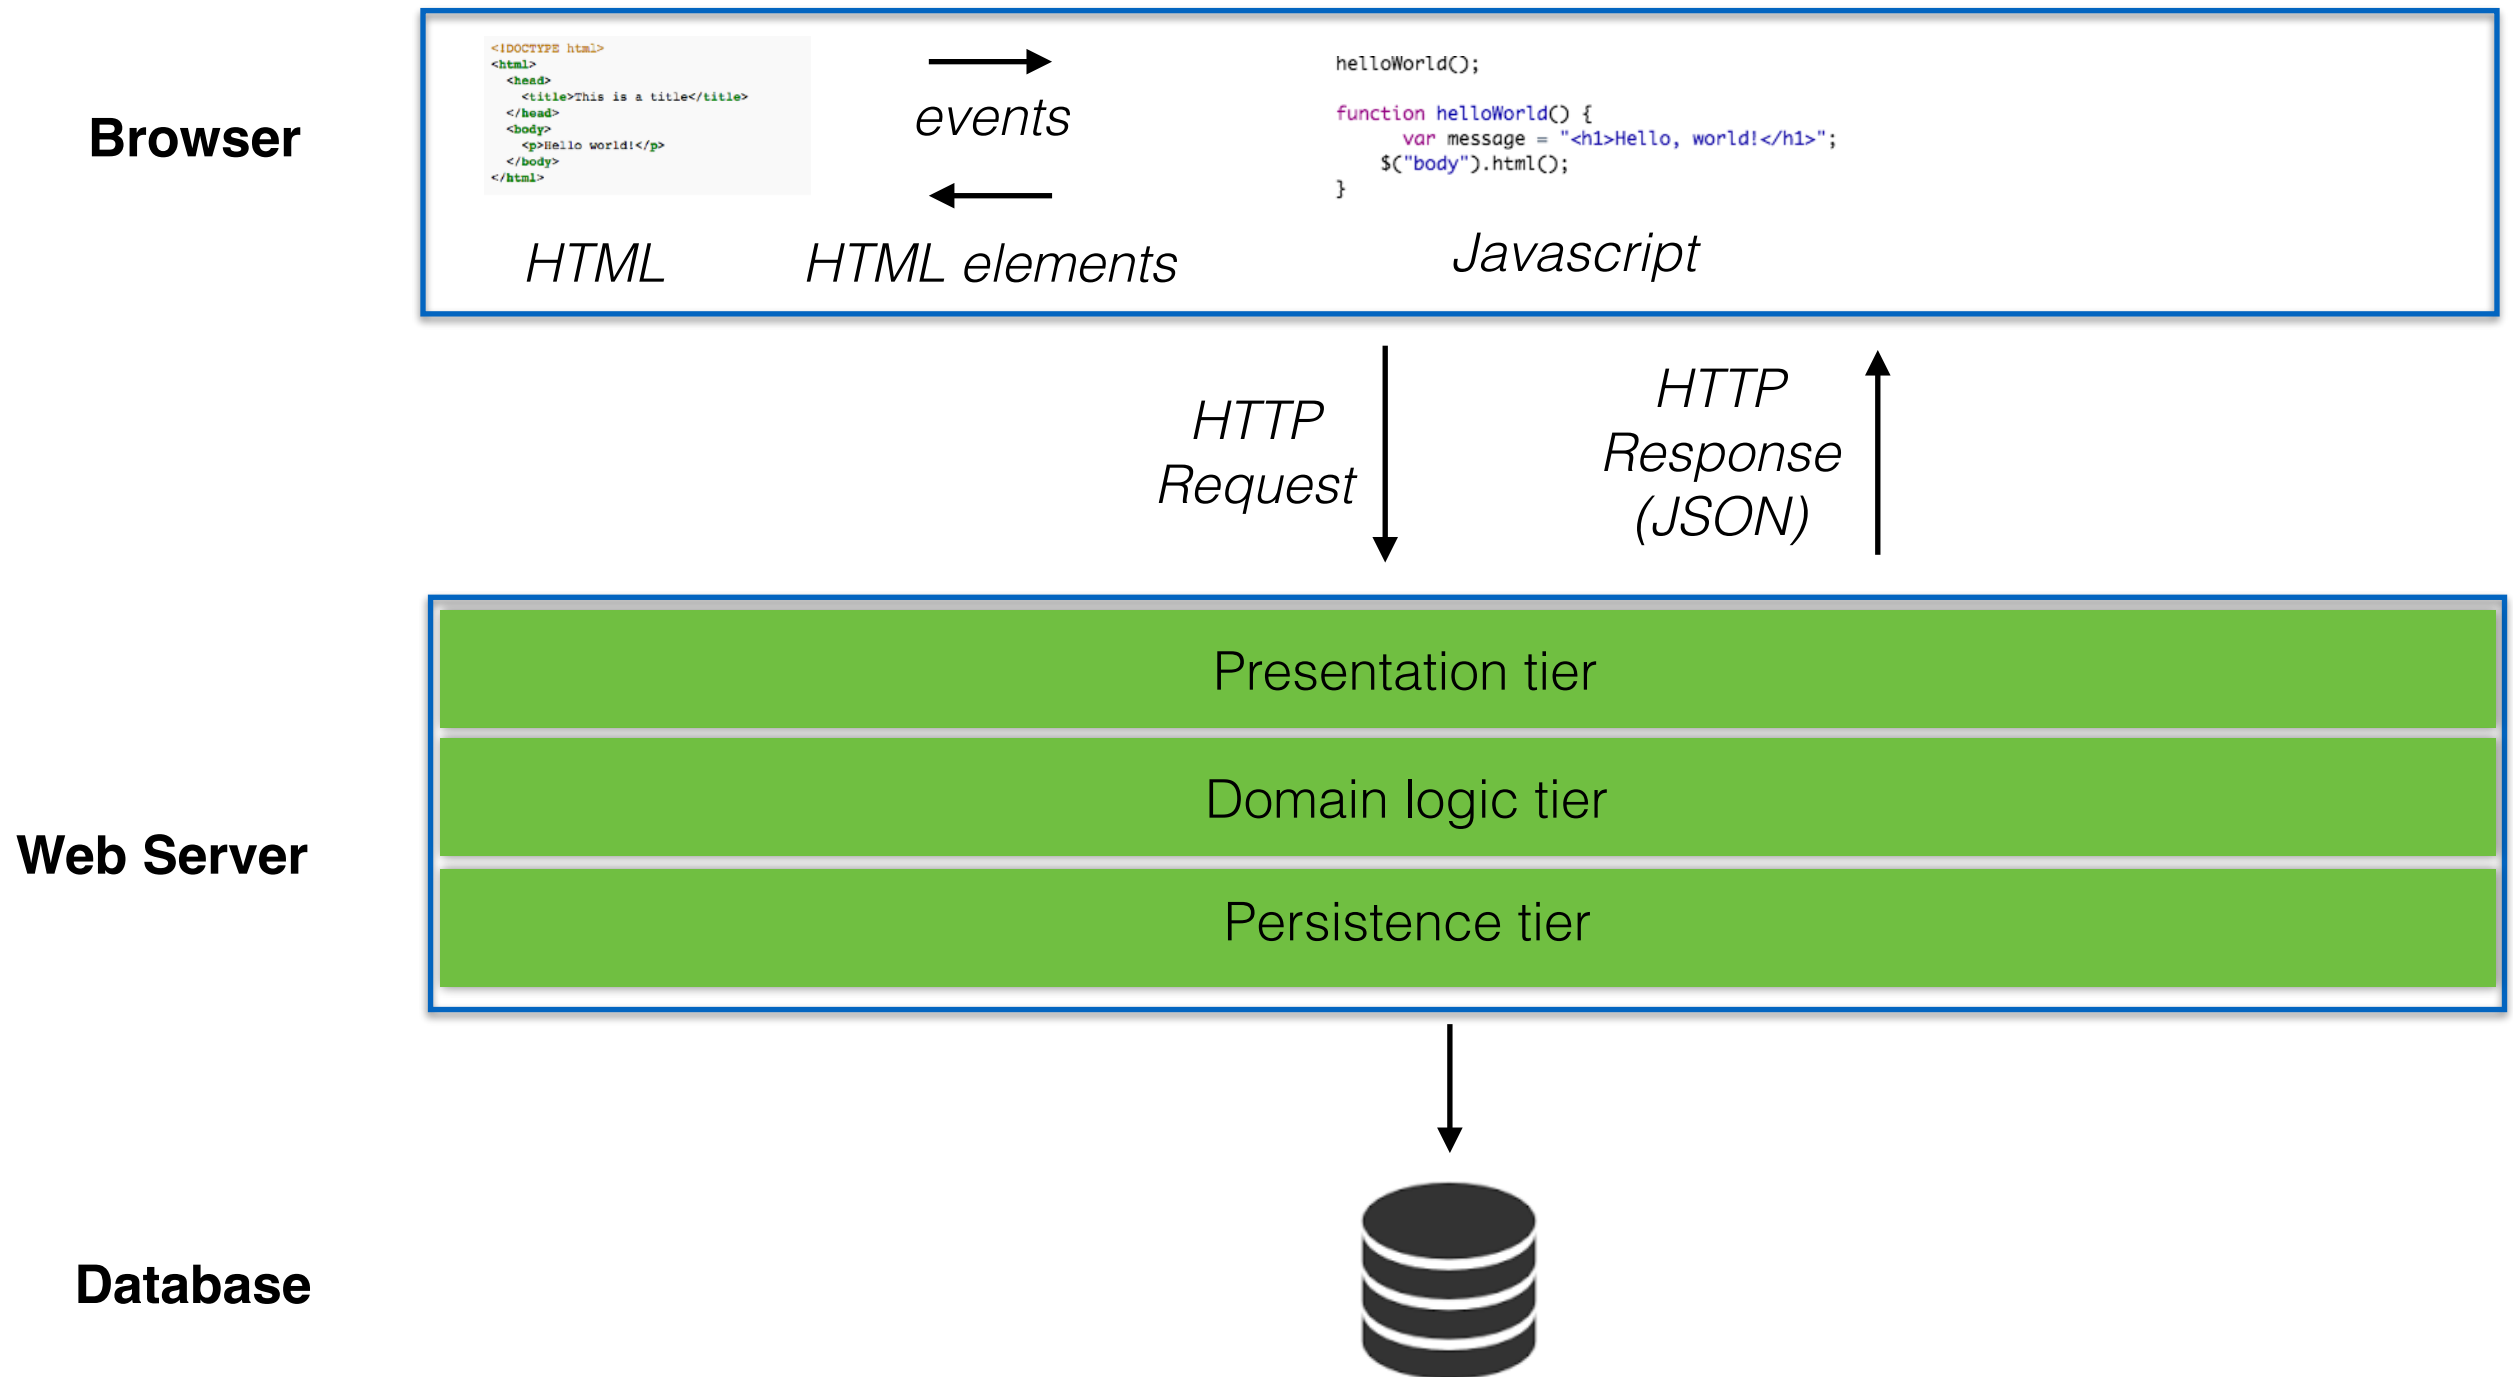 Browser
<!DOCTYPE html>
<html>
<head>
<title>This is a title</title>
</head>
<body>
<p>Hello world!</p>
</body>
</html>
HTML
events
HTML elements
helloWorld();
function helloWorld() {
var message = "<h1>Hello, world!</h1>";
$("body").html();
}
Javascript
HTTP
Request
HTTP
Response
(JSON)
Web Server
Presentation tier
Domain logic tier
Persistence tier
Database